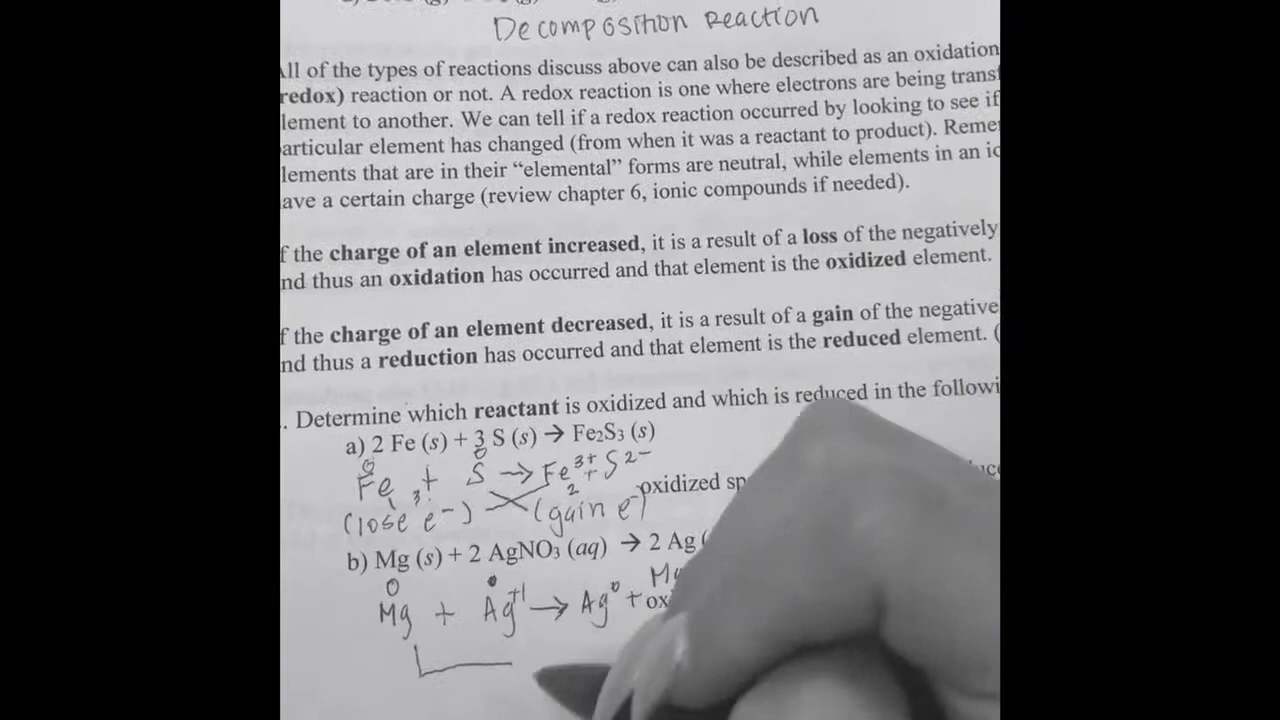 Decomposition Reaction
All of the types of reactions discuss above can also be described as an oxidation
redox) reaction or not. A redox reaction is one where electrons are being transf
lement to another. We can tell if a redox reaction occurred by looking to see if
articular element has changed (from when it was a reactant to product). Reme
lements that are in their “elemental” forms are neutral, while elements in an io
ave a certain charge (review chapter 6, ionic compounds if needed).
f the charge of an element increased, it is a result of a loss of the negatively
nd thus an oxidation has occurred and that element is the oxidized element.
f the charge of an element decreased, it is a result of a gain of the negative
nd thus a reduction has occurred and that element is the reduced element. (
. Determine which reactant is oxidized and which is reduced in the followi
a) 2 Fe (s) + 3 S (s) → Fe₂S₃ (s)
Fe⁰ + S⁰ → Fe³⁺ + S²⁻
oxidized sp
(lose 3 e⁻) (gain 2 e⁻)
b) Mg (s) + 2 AgNO₃ (aq) → 2 Ag (
Mg⁰ + Ag⁺¹ → Ag⁰ + Mg
ox